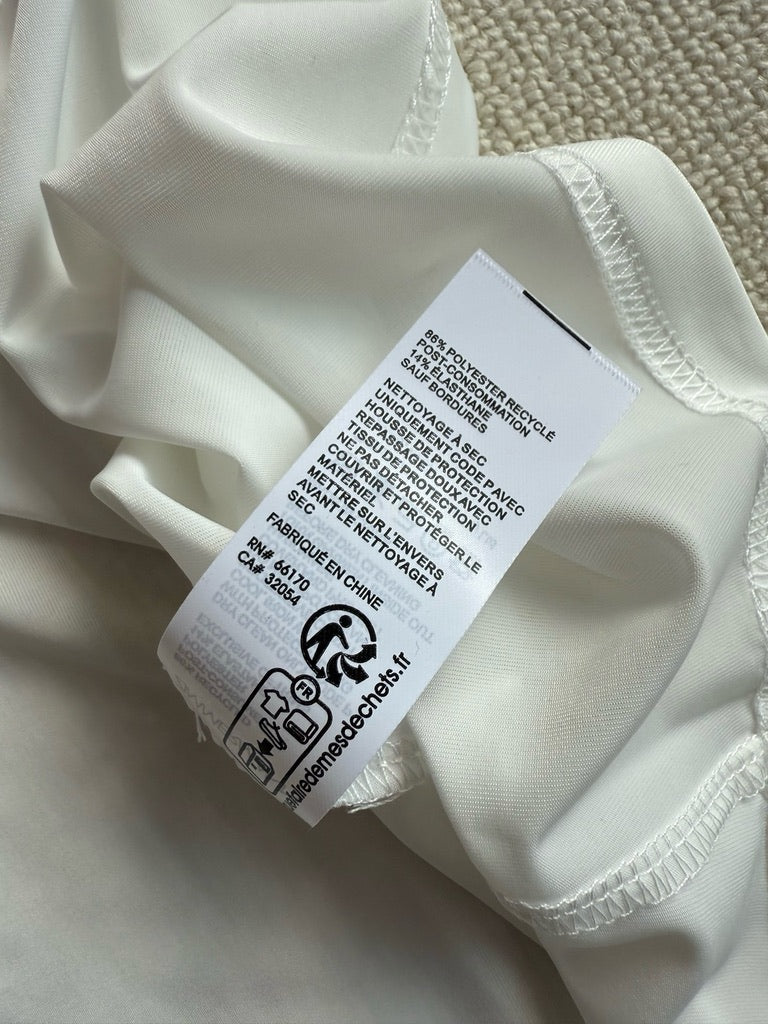 86% POLYESTER RECYCLÉ
POST-CONSOMMATION
14% ÉLASTHANE
SAUF BORDURES
NETTOYAGE À SEC
UNIQUEMENT CODE P AVEC
HOUSSE DE PROTECTION
REPASSAGE DOUX AVEC
TISSU DE PROTECTION
NE PAS DÉTACHER
COUVRIR ET PROTÉGER LE
MATÉRIEL
METTRE SUR L'ENVERS
AVANT LE NETTOYAGE À
SEC
FABRIQUÉ EN CHINE
RN# 66170
CA# 32054
FR
elairedemesdechets.fr